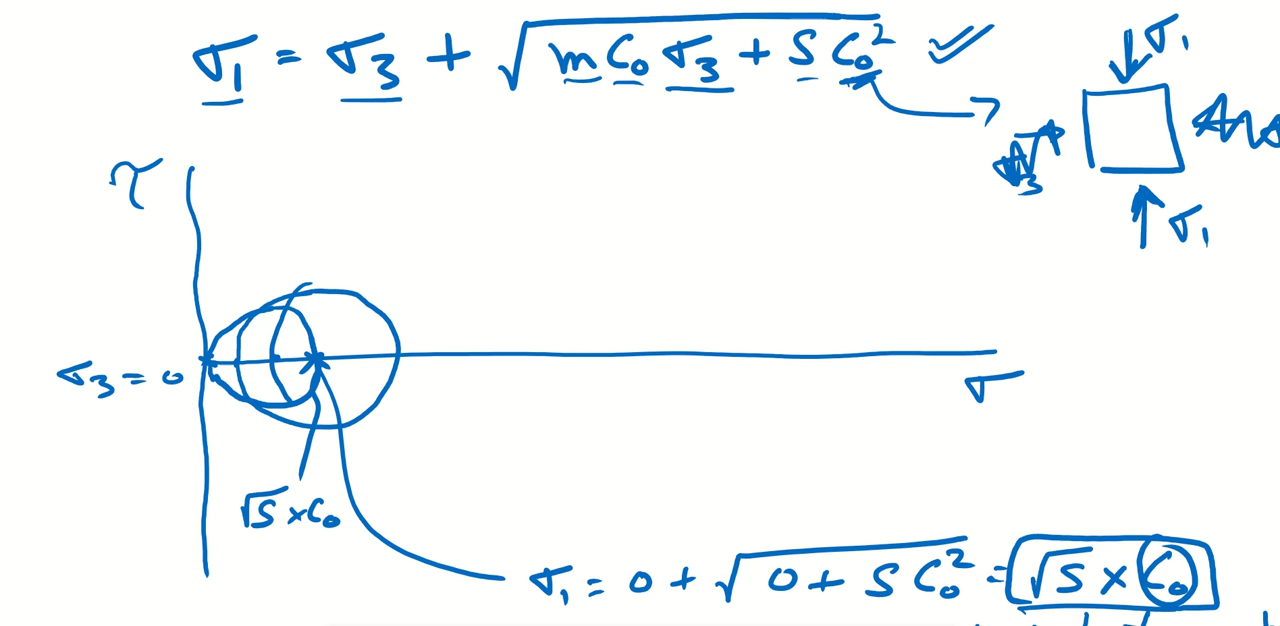 σ₁ = σ₃ + √(m C₀ σ₃ + S C₀²)
σ₁
σ₃
σ₁
τ
σ₃ = 0
σ
√S × C₀
σ₁ = 0 + √(0 + S C₀²) = √S × C₀